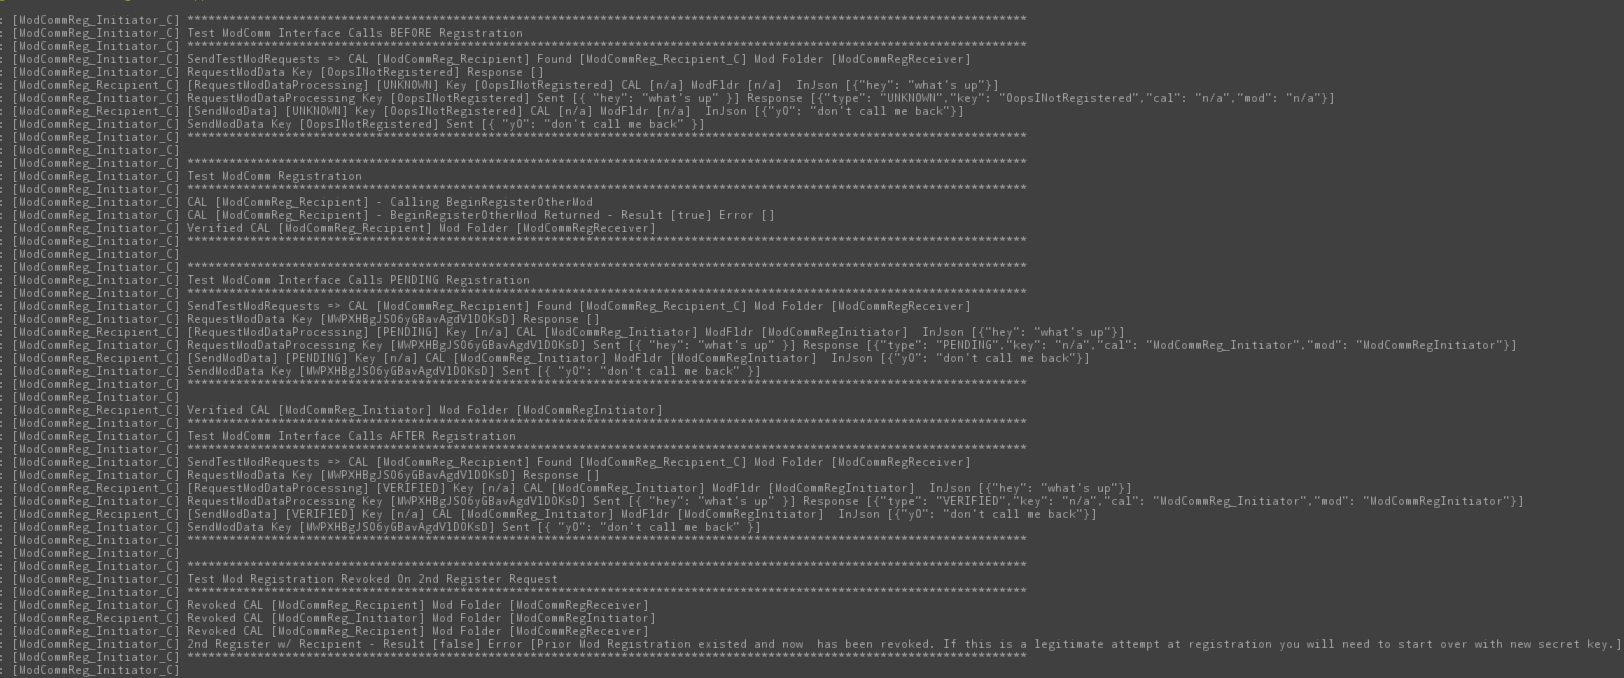 : [ModCommReg_Initiator_C] ************************************************************************************************************************
: [ModCommReg_Initiator_C] Test ModComm Interface Calls BEFORE Registration
: [ModCommReg_Initiator_C] ************************************************************************************************************************
: [ModCommReg_Initiator_C] SendTestModRequests => CAL [ModCommReg_Recipient] Found [ModCommReg_Recipient_C] Mod Folder [ModCommRegReceiver]
: [ModCommReg_Initiator_C] RequestModData Key [OopsINotRegistered] Response []
: [ModCommReg_Recipient_C] [RequestModDataProcessing] [UNKNOWN] Key [OopsINotRegistered] CAL [n/a] ModFldr [n/a]  InJson [{"hey": "what's up"}]
: [ModCommReg_Initiator_C] RequestModDataProcessing Key [OopsINotRegistered] Sent [{ "hey": "what's up" }] Response [{"type": "UNKNOWN","key": "OopsINotRegistered","cal": "n/a","mod": "n/a"}]
: [ModCommReg_Recipient_C] [SendModData] [UNKNOWN] Key [OopsINotRegistered] CAL [n/a] ModFldr [n/a]  InJson [{"yO": "don't call me back"}]
: [ModCommReg_Initiator_C] SendModData Key [OopsINotRegistered] Sent [{ "yO": "don't call me back" }]
: [ModCommReg_Initiator_C] ************************************************************************************************************************
: [ModCommReg_Initiator_C]
: [ModCommReg_Initiator_C] ************************************************************************************************************************
: [ModCommReg_Initiator_C] Test ModComm Registration
: [ModCommReg_Initiator_C] ************************************************************************************************************************
: [ModCommReg_Initiator_C] CAL [ModCommReg_Recipient] - Calling BeginRegisterOtherMod
: [ModCommReg_Initiator_C] CAL [ModCommReg_Recipient] - BeginRegisterOtherMod Returned - Result [true] Error []
: [ModCommReg_Initiator_C] Verified CAL [ModCommReg_Recipient] Mod Folder [ModCommRegReceiver]
: [ModCommReg_Initiator_C] ************************************************************************************************************************
: [ModCommReg_Initiator_C]
: [ModCommReg_Initiator_C] ************************************************************************************************************************
: [ModCommReg_Initiator_C] Test ModComm Interface Calls PENDING Registration
: [ModCommReg_Initiator_C] ************************************************************************************************************************
: [ModCommReg_Initiator_C] SendTestModRequests => CAL [ModCommReg_Recipient] Found [ModCommReg_Recipient_C] Mod Folder [ModCommRegReceiver]
: [ModCommReg_Initiator_C] RequestModData Key [MWPXHBgJSO6yGBavAgdVlDOKsD] Response []
: [ModCommReg_Recipient_C] [RequestModDataProcessing] [PENDING] Key [n/a] CAL [ModCommReg_Initiator] ModFldr [ModCommRegInitiator]  InJson [{"hey": "what's up"}]
: [ModCommReg_Initiator_C] RequestModDataProcessing Key [MWPXHBgJSO6yGBavAgdVlDOKsD] Sent [{ "hey": "what's up" }] Response [{"type": "PENDING","key": "n/a","cal": "ModCommReg_Initiator","mod": "ModCommRegInitiator"}]
: [ModCommReg_Recipient_C] [SendModData] [PENDING] Key [n/a] CAL [ModCommReg_Initiator] ModFldr [ModCommRegInitiator]  InJson [{"yO": "don't call me back"}]
: [ModCommReg_Initiator_C] SendModData Key [MWPXHBgJSO6yGBavAgdVlDOKsD] Sent [{ "yO": "don't call me back" }]
: [ModCommReg_Initiator_C] ************************************************************************************************************************
: [ModCommReg_Initiator_C]
: [ModCommReg_Recipient_C] Verified CAL [ModCommReg_Initiator] Mod Folder [ModCommRegInitiator]
: [ModCommReg_Initiator_C] ************************************************************************************************************************
: [ModCommReg_Initiator_C] Test ModComm Interface Calls AFTER Registration
: [ModCommReg_Initiator_C] ************************************************************************************************************************
: [ModCommReg_Initiator_C] SendTestModRequests => CAL [ModCommReg_Recipient] Found [ModCommReg_Recipient_C] Mod Folder [ModCommRegReceiver]
: [ModCommReg_Initiator_C] RequestModData Key [MWPXHBgJSO6yGBavAgdVlDOKsD] Response []
: [ModCommReg_Recipient_C] [RequestModDataProcessing] [VERIFIED] Key [n/a] CAL [ModCommReg_Initiator] ModFldr [ModCommRegInitiator]  InJson [{"hey": "what's up"}]
: [ModCommReg_Initiator_C] RequestModDataProcessing Key [MWPXHBgJSO6yGBavAgdVlDOKsD] Sent [{ "hey": "what's up" }] Response [{"type": "VERIFIED","key": "n/a","cal": "ModCommReg_Initiator","mod": "ModCommRegInitiator"}]
: [ModCommReg_Recipient_C] [SendModData] [VERIFIED] Key [n/a] CAL [ModCommReg_Initiator] ModFldr [ModCommRegInitiator]  InJson [{"yO": "don't call me back"}]
: [ModCommReg_Initiator_C] SendModData Key [MWPXHBgJSO6yGBavAgdVlDOKsD] Sent [{ "yO": "don't call me back" }]
: [ModCommReg_Initiator_C] ************************************************************************************************************************
: [ModCommReg_Initiator_C]
: [ModCommReg_Initiator_C] ************************************************************************************************************************
: [ModCommReg_Initiator_C] Test Mod Registration Revoked On 2nd Register Request
: [ModCommReg_Initiator_C] ************************************************************************************************************************
: [ModCommReg_Initiator_C] Revoked CAL [ModCommReg_Recipient] Mod Folder [ModCommRegReceiver]
: [ModCommReg_Recipient_C] Revoked CAL [ModCommReg_Initiator] Mod Folder [ModCommRegInitiator]
: [ModCommReg_Initiator_C] Revoked CAL [ModCommReg_Recipient] Mod Folder [ModCommRegReceiver]
: [ModCommReg_Initiator_C] 2nd Register w/ Recipient - Result [false] Error [Prior Mod Registration existed and now  has been revoked. If this is a legitimate attempt at registration you will need to start over with new secret key.]
: [ModCommReg_Initiator_C] ************************************************************************************************************************
: [ModCommReg_Initiator_C]